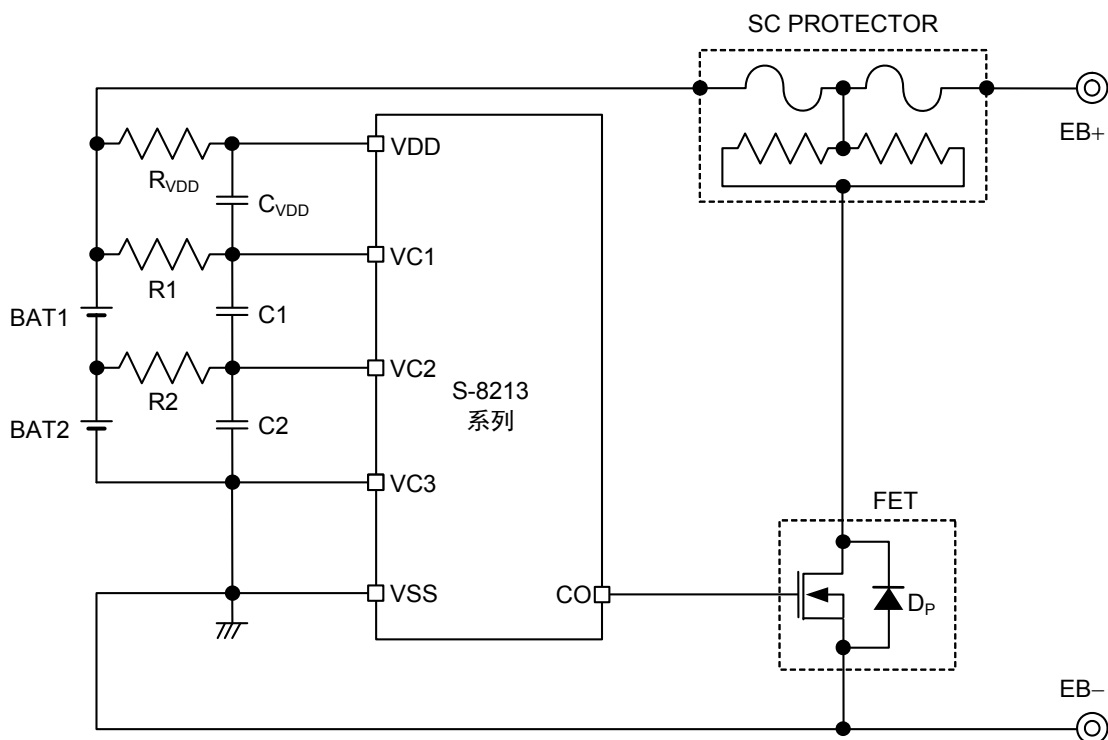 SC PROTECTOR
EB+
VDD
RVDD
CVDD
VC1
R1
BAT1
C1
VC2
S-8213
系列
R2
BAT2
C2
VC3
FET
VSS
CO
DP
EB−